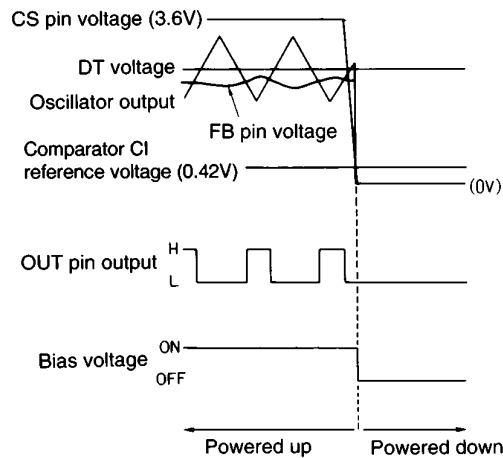 CS pin voltage (3.6V)
DT voltage
Oscillator output
FB pin voltage
Comparator CI
reference voltage (0.42V)
(0V)
H
OUT pin output
L
ON
Bias voltage
OFF
Powered up
Powered down